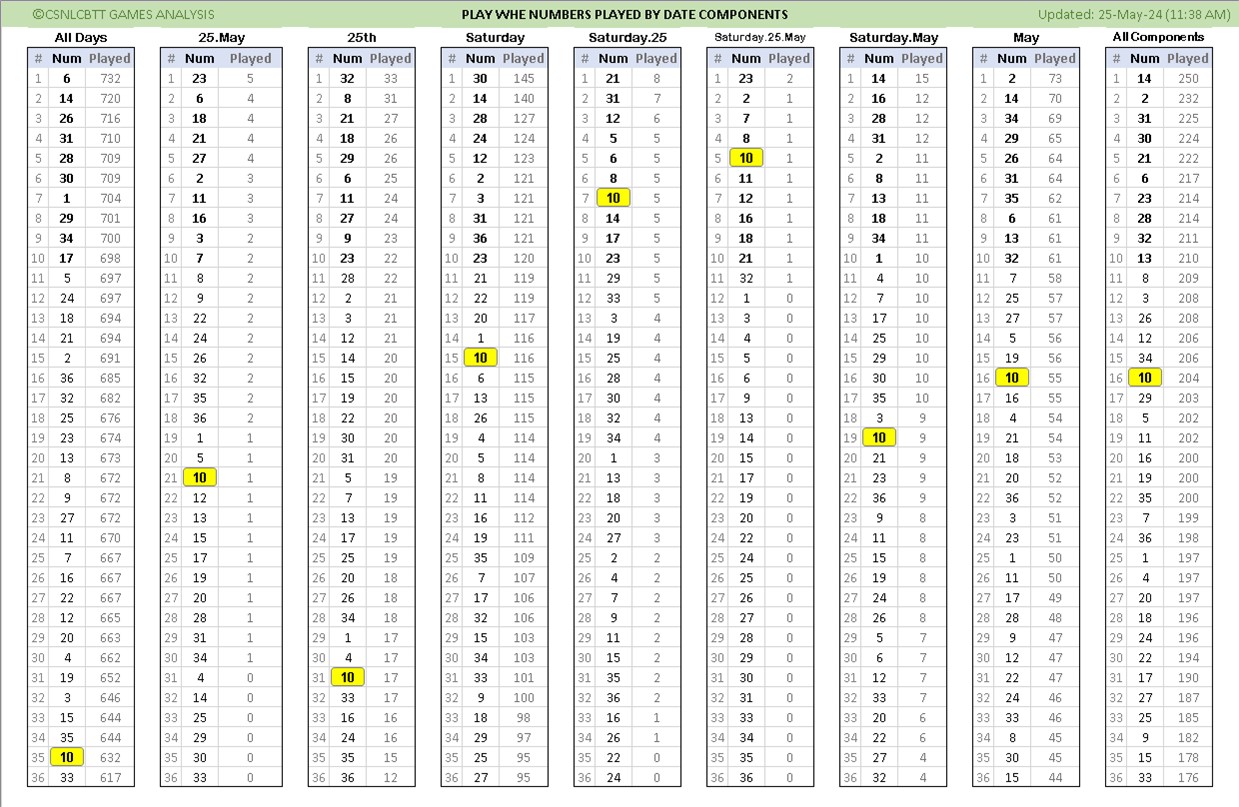 ©CSNLCBTT GAMES ANALYSIS PLAY WHE NUMBERS PLAYED BY DATE COMPONENTS Updated: 25-May-24 (11:38 AM)
All Days 25.May 25th Saturday Saturday.25 Saturday.25.May Saturday.May May All Components
# Num Played # Num Played # Num Played # Num Played # Num Played # Num Played # Num Played # Num Played # Num Played
1 6 732 1 23 5 1 32 33 1 30 145 1 21 8 1 23 2 1 14 15 1 2 73 1 14 250
2 14 720 2 6 4 2 8 31 2 14 140 2 31 7 2 2 1 2 16 12 2 14 70 2 2 232
3 26 716 3 18 4 3 21 27 3 28 127 3 12 6 3 7 1 3 28 12 3 34 69 3 31 225
4 31 710 4 21 4 4 18 26 4 24 124 4 5 5 4 8 1 4 31 12 4 29 65 4 30 224
5 28 709 5 27 4 5 29 26 5 12 123 5 6 5 5 10 1 5 2 11 5 26 64 5 21 222
6 30 709 6 2 3 6 6 25 6 2 121 6 8 5 6 11 1 6 8 11 6 31 64 6 6 217
7 1 704 7 11 3 7 11 24 7 3 121 7 10 5 7 12 1 7 13 11 7 35 62 7 23 214
8 29 701 8 16 3 8 27 24 8 31 121 8 14 5 8 16 1 8 18 11 8 6 61 8 28 214
9 34 700 9 3 2 9 9 23 9 36 121 9 17 5 9 18 1 9 34 11 9 13 61 9 32 211
10 17 698 10 7 2 10 23 22 10 23 120 10 23 5 10 21 1 10 1 10 10 32 61 10 13 210
11 5 697 11 8 2 11 28 22 11 21 119 11 29 5 11 32 1 11 4 10 11 7 58 11 8 209
12 24 697 12 9 2 12 2 21 12 22 119 12 33 5 12 1 0 12 7 10 12 25 57 12 3 208
13 18 694 13 22 2 13 3 21 13 20 117 13 3 4 13 3 0 13 17 10 13 27 57 13 26 208
14 21 694 14 24 2 14 12 21 14 1 116 14 19 4 14 4 0 14 25 10 14 5 56 14 12 206
15 2 691 15 26 2 15 14 20 15 10 116 15 25 4 15 5 0 15 29 10 15 19 56 15 34 206
16 36 685 16 32 2 16 15 20 16 6 115 16 28 4 16 6 0 16 30 10 16 10 55 16 10 204
17 32 682 17 35 2 17 19 20 17 13 115 17 30 4 17 9 0 17 35 10 17 16 55 17 29 203
18 25 676 18 36 2 18 22 20 18 26 115 18 32 4 18 13 0 18 3 9 18 4 54 18 5 202
19 23 674 19 1 1 19 30 20 19 4 114 19 34 4 19 14 0 19 10 9 19 21 54 19 11 202
20 13 673 20 5 1 20 31 20 20 5 114 20 1 3 20 15 0 20 21 9 20 18 53 20 16 200
21 8 672 21 10 1 21 5 19 21 8 114 21 13 3 21 17 0 21 23 9 21 20 52 21 19 200
22 9 672 22 12 1 22 7 19 22 11 114 22 18 3 22 19 0 22 36 9 22 36 52 22 35 200
23 27 672 23 13 1 23 13 19 23 16 112 23 20 3 23 20 0 23 9 8 23 3 51 23 7 199
24 11 670 24 15 1 24 17 19 24 19 111 24 27 3 24 22 0 24 11 8 24 23 51 24 36 198
25 7 667 25 17 1 25 25 19 25 35 109 25 2 2 25 24 0 25 15 8 25 1 50 25 1 197
26 16 667 26 19 1 26 20 18 26 7 107 26 4 2 26 25 0 26 19 8 26 11 50 26 4 197
27 22 667 27 20 1 27 26 18 27 17 106 27 7 2 27 26 0 27 24 8 27 17 49 27 20 197
28 12 665 28 28 1 28 34 18 28 32 106 28 9 2 28 27 0 28 26 8 28 28 48 28 18 196
29 20 663 29 31 1 29 1 17 29 15 103 29 11 2 29 28 0 29 5 7 29 9 47 29 24 196
30 4 662 30 34 1 30 4 17 30 34 103 30 15 2 30 29 0 30 6 7 30 12 47 30 22 194
31 19 652 31 4 0 31 10 17 31 33 101 31 35 2 31 30 0 31 12 7 31 22 47 31 17 190
32 3 646 32 14 0 32 33 17 32 9 100 32 36 2 32 31 0 32 33 7 32 24 46 32 27 187
33 15 644 33 25 0 33 16 16 33 18 98 33 16 1 33 33 0 33 20 6 33 33 46 33 25 185
34 35 644 34 29 0 34 24 16 34 29 97 34 26 1 34 34 0 34 22 6 34 8 45 34 9 182
35 10 632 35 30 0 35 35 15 35 25 95 35 22 0 35 35 0 35 27 4 35 30 45 35 15 178
36 33 617 36 33 0 36 36 12 36 27 95 36 24 0 36 36 0 36 32 4 36 15 44 36 33 176